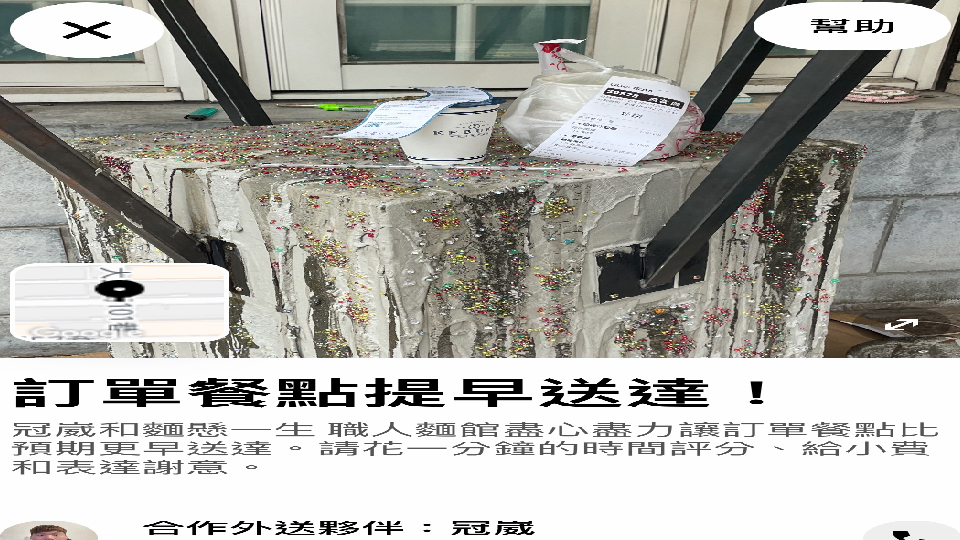 幫助
訂單餐點提早送達！
冠崴和麵懸一生 職人麵館盡心盡力讓訂單餐點比
預期更早送達。請花一分鐘的時間評分、給小費
和表達謝意。
合作外送夥伴：冠崴